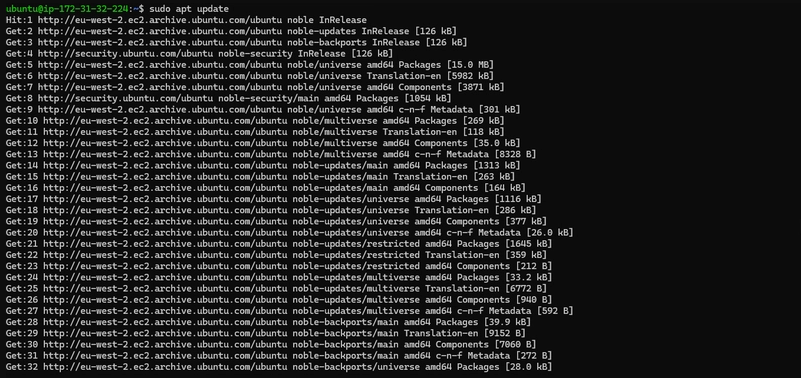 ubuntu@ip-172-31-32-224:~$ sudo apt update
Hit:1 http://eu-west-2.ec2.archive.ubuntu.com/ubuntu noble InRelease
Get:2 http://eu-west-2.ec2.archive.ubuntu.com/ubuntu noble-updates InRelease [126 kB]
Get:3 http://eu-west-2.ec2.archive.ubuntu.com/ubuntu noble-backports InRelease [126 kB]
Get:4 http://security.ubuntu.com/ubuntu noble-security InRelease [126 kB]
Get:5 http://eu-west-2.ec2.archive.ubuntu.com/ubuntu noble/universe amd64 Packages [15.0 MB]
Get:6 http://eu-west-2.ec2.archive.ubuntu.com/ubuntu noble/universe Translation-en [5982 kB]
Get:7 http://eu-west-2.ec2.archive.ubuntu.com/ubuntu noble/universe amd64 Components [3871 kB]
Get:8 http://security.ubuntu.com/ubuntu noble-security/main amd64 Packages [1054 kB]
Get:9 http://eu-west-2.ec2.archive.ubuntu.com/ubuntu noble/universe amd64 c-n-f Metadata [301 kB]
Get:10 http://eu-west-2.ec2.archive.ubuntu.com/ubuntu noble/multiverse amd64 Packages [269 kB]
Get:11 http://eu-west-2.ec2.archive.ubuntu.com/ubuntu noble/multiverse Translation-en [118 kB]
Get:12 http://eu-west-2.ec2.archive.ubuntu.com/ubuntu noble/multiverse amd64 Components [35.0 kB]
Get:13 http://eu-west-2.ec2.archive.ubuntu.com/ubuntu noble/multiverse amd64 c-n-f Metadata [8328 B]
Get:14 http://eu-west-2.ec2.archive.ubuntu.com/ubuntu noble-updates/main amd64 Packages [1313 kB]
Get:15 http://eu-west-2.ec2.archive.ubuntu.com/ubuntu noble-updates/main Translation-en [263 kB]
Get:16 http://eu-west-2.ec2.archive.ubuntu.com/ubuntu noble-updates/main amd64 Components [164 kB]
Get:17 http://eu-west-2.ec2.archive.ubuntu.com/ubuntu noble-updates/universe amd64 Packages [1116 kB]
Get:18 http://eu-west-2.ec2.archive.ubuntu.com/ubuntu noble-updates/universe Translation-en [286 kB]
Get:19 http://eu-west-2.ec2.archive.ubuntu.com/ubuntu noble-updates/universe amd64 Components [377 kB]
Get:20 http://eu-west-2.ec2.archive.ubuntu.com/ubuntu noble-updates/universe amd64 c-n-f Metadata [26.0 kB]
Get:21 http://eu-west-2.ec2.archive.ubuntu.com/ubuntu noble-updates/restricted amd64 Packages [1645 kB]
Get:22 http://eu-west-2.ec2.archive.ubuntu.com/ubuntu noble-updates/restricted Translation-en [359 kB]
Get:23 http://eu-west-2.ec2.archive.ubuntu.com/ubuntu noble-updates/restricted amd64 Components [212 B]
Get:24 http://eu-west-2.ec2.archive.ubuntu.com/ubuntu noble-updates/multiverse amd64 Packages [33.2 kB]
Get:25 http://eu-west-2.ec2.archive.ubuntu.com/ubuntu noble-updates/multiverse Translation-en [6772 B]
Get:26 http://eu-west-2.ec2.archive.ubuntu.com/ubuntu noble-updates/multiverse amd64 Components [940 B]
Get:27 http://eu-west-2.ec2.archive.ubuntu.com/ubuntu noble-updates/multiverse amd64 c-n-f Metadata [592 B]
Get:28 http://eu-west-2.ec2.archive.ubuntu.com/ubuntu noble-backports/main amd64 Packages [39.9 kB]
Get:29 http://eu-west-2.ec2.archive.ubuntu.com/ubuntu noble-backports/main Translation-en [9152 B]
Get:30 http://eu-west-2.ec2.archive.ubuntu.com/ubuntu noble-backports/main amd64 Components [7060 B]
Get:31 http://eu-west-2.ec2.archive.ubuntu.com/ubuntu noble-backports/main amd64 c-n-f Metadata [272 B]
Get:32 http://eu-west-2.ec2.archive.ubuntu.com/ubuntu noble-backports/universe amd64 Packages [28.0 kB]